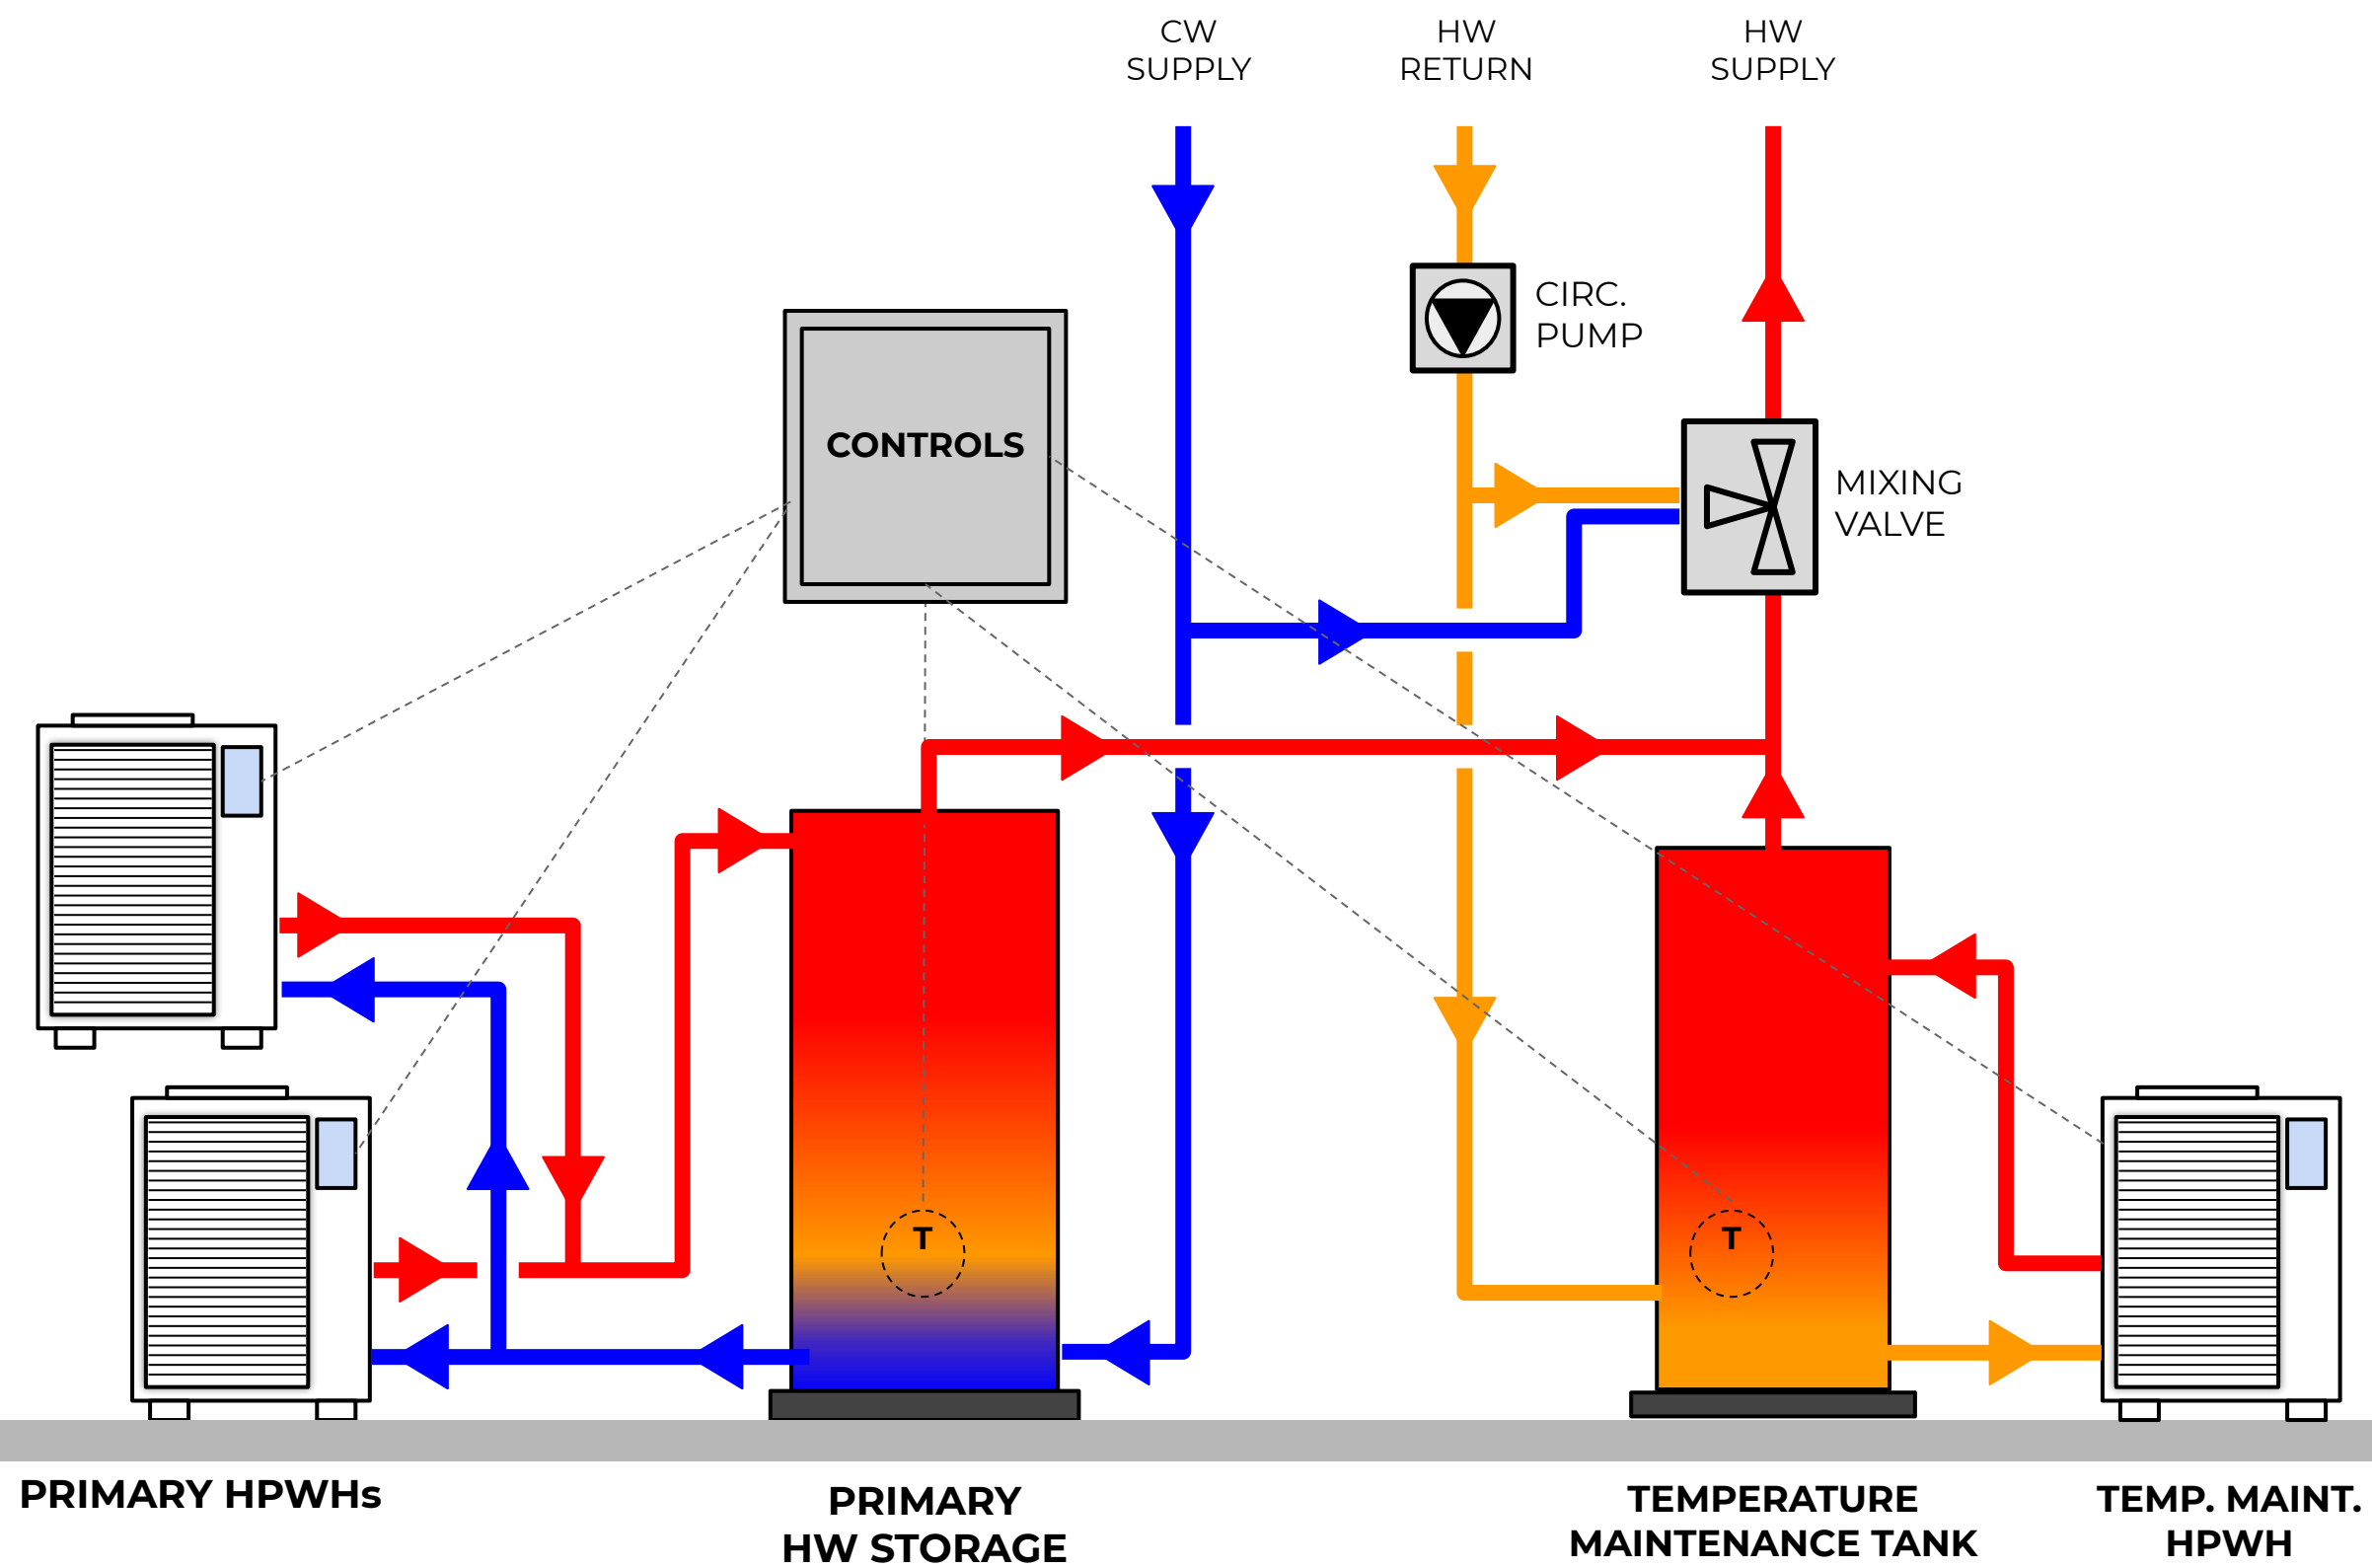 CW
SUPPLY
HW
RETURN
HW
SUPPLY
CIRC.
PUMP
CONTROLS
MIXING
VALVE
T
T
PRIMARY HPWHs
PRIMARY
HW STORAGE
TEMPERATURE
MAINTENANCE TANK
TEMP. MAINT.
HPWH